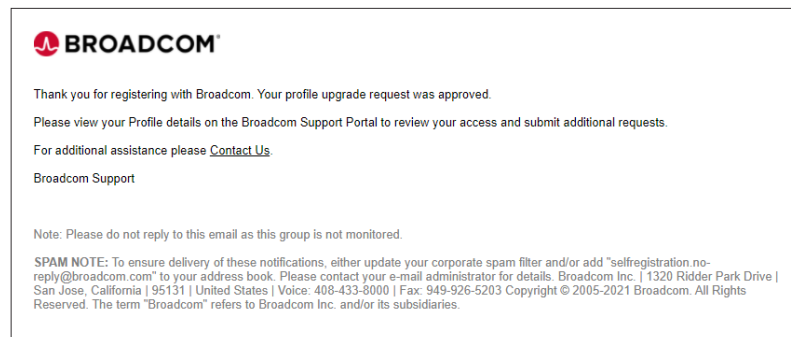 BROADCOM
Thank you for registering with Broadcom. Your profile upgrade request was approved.
Please view your Profile details on the Broadcom Support Portal to review your access and submit additional requests.
For additional assistance please Contact Us.
Broadcom Support
Note: Please do not reply to this email as this group is not monitored.
SPAM NOTE: To ensure delivery of these notifications, either update your corporate spam filter and/or add "selfregistration.no-
reply@broadcom.com" to your address book. Please contact your e-mail administrator for details. Broadcom Inc. | 1320 Ridder Park Drive |
San Jose, California | 95131 | United States | Voice: 408-433-8000 | Fax: 949-926-5203 Copyright © 2005-2021 Broadcom. All Rights
Reserved. The term "Broadcom" refers to Broadcom Inc. and/or its subsidiaries.